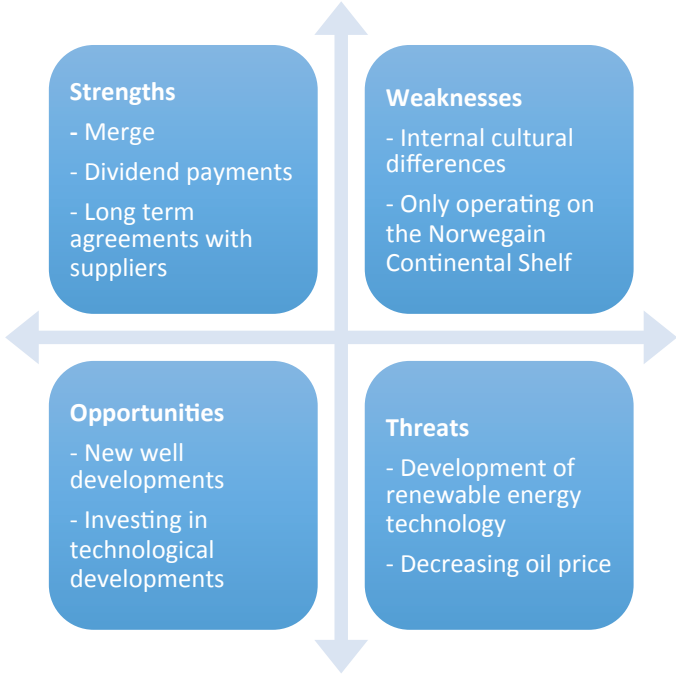 Strengths
- Merge
- Dividend payments
- Long term
agreements with
suppliers
Weaknesses
- Internal cultural
differences
- Only operating on
the Norwegain
Continental Shelf
Opportunities
- New well
developments
- Investing in
technological
developments
Threats
- Development of
renewable energy
technology
- Decreasing oil price